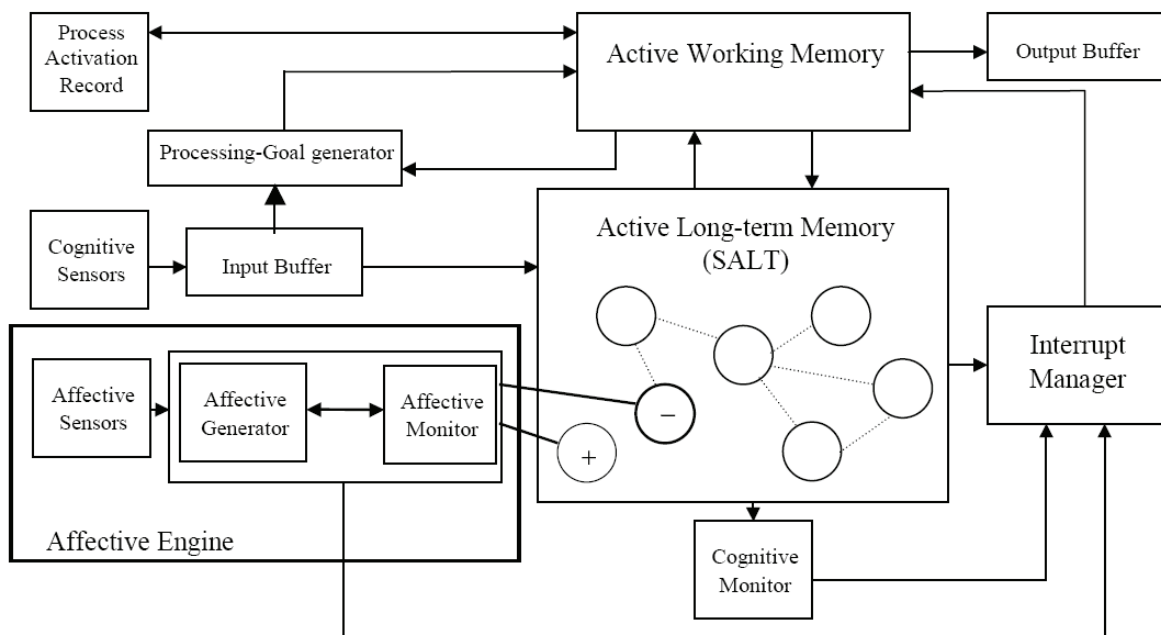 Process
Activation
Record
Active Working Memory
Output Buffer
Processing-Goal generator
Cognitive
Sensors
Input Buffer
Active Long-term Memory
(SALT)
Interrupt
Manager
Affective
Sensors
Affective
Generator
Affective
Monitor
−
+
Affective Engine
Cognitive
Monitor